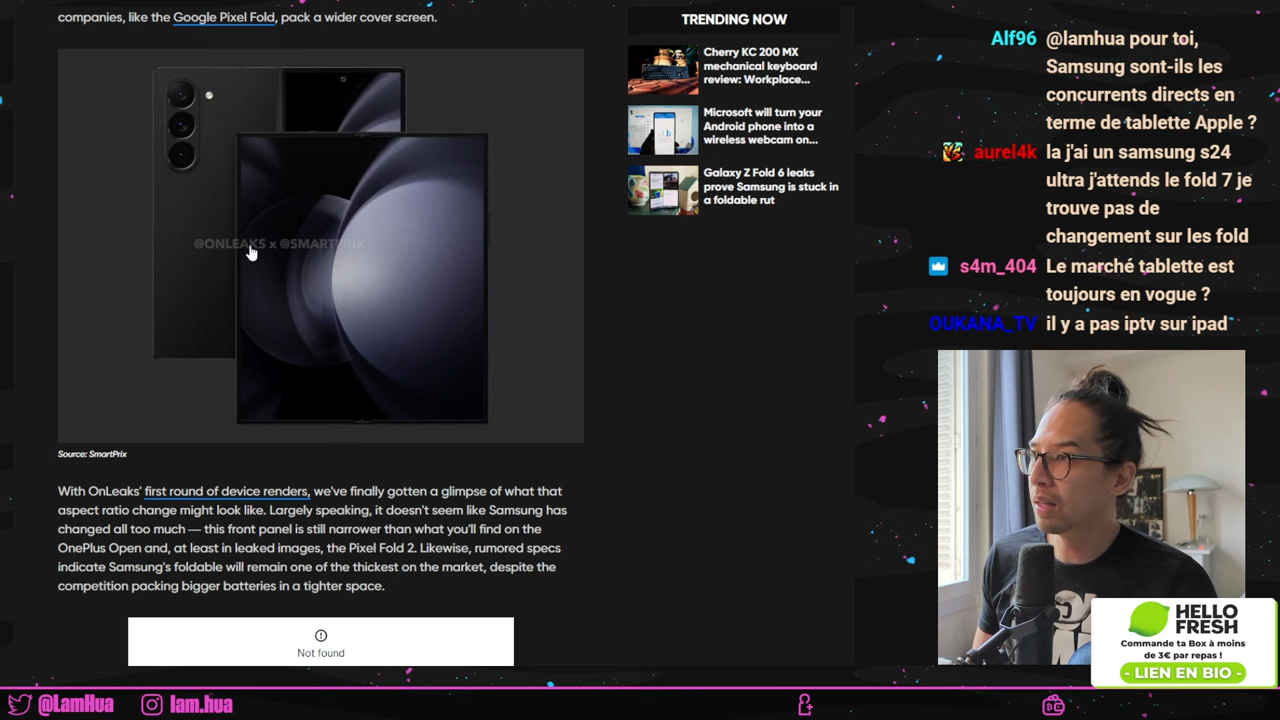 companies, like the Google Pixel Fold, pack a wider cover screen.
@ONLEAKS x @SMARTPRIX
Source: SmartPrix
With OnLeaks' first round of device renders, we've finally gotten a glimpse of what that
aspect ratio change might look like. Largely speaking, it doesn't seem like Samsung has
changed all too much — this front panel is still narrower than what you'll find on the
OnePlus Open and, at least in leaked images, the Pixel Fold 2. Likewise, rumored specs
indicate Samsung's foldable will remain one of the thickest on the market, despite the
competition packing bigger batteries in a tighter space.
Not found
TRENDING NOW
Cherry KC 200 MX
mechanical keyboard
review: Workplace...
Microsoft will turn your
Android phone into a
wireless webcam on...
Galaxy Z Fold 6 leaks
prove Samsung is stuck in
a foldable rut
Alf96 @lamhua pour toi,
Samsung sont-ils les
concurrents directs en
terme de tablette Apple ?
aurel4k la j'ai un samsung s24
ultra j'attends le fold 7 je
trouve pas de
changement sur les fold
s4m_404 Le marché tablette est
toujours en vogue ?
OUKANA_TV il y a pas iptv sur ipad
HELLO
FRESH
Commande ta Box à moins
de 3€ par repas !
- LIEN EN BIO -
@LamHua lam.hua